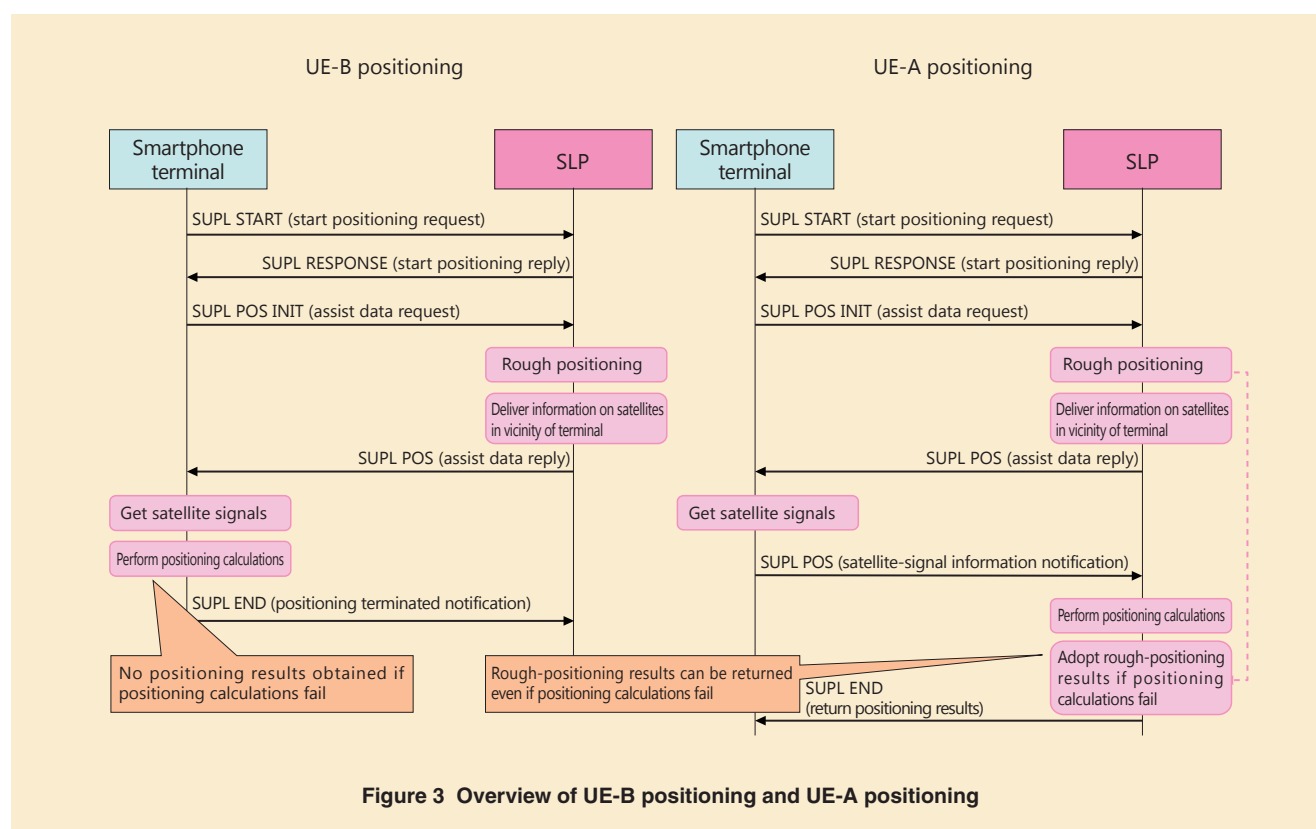 UE-B positioning
Smartphone
terminal
SLP
SUPL START (start positioning request)
SUPL RESPONSE (start positioning reply)
SUPL POS INIT (assist data request)
Rough positioning
Deliver information on satellites
in vicinity of terminal
SUPL POS (assist data reply)
Get satellite signals
Perform positioning calculations
SUPL END (positioning terminated notification)
No positioning results obtained if
positioning calculations fail
UE-A positioning
Smartphone
terminal
SLP
SUPL START (start positioning request)
SUPL RESPONSE (start positioning reply)
SUPL POS INIT (assist data request)
Rough positioning
Deliver information on satellites
in vicinity of terminal
SUPL POS (assist data reply)
Get satellite signals
SUPL POS (satellite-signal information notification)
Perform positioning calculations
Adopt rough-positioning
results if positioning
calculations fail
Rough-positioning results can be returned
even if positioning calculations fail
SUPL END
(return positioning results)
Figure 3 Overview of UE-B positioning and UE-A positioning